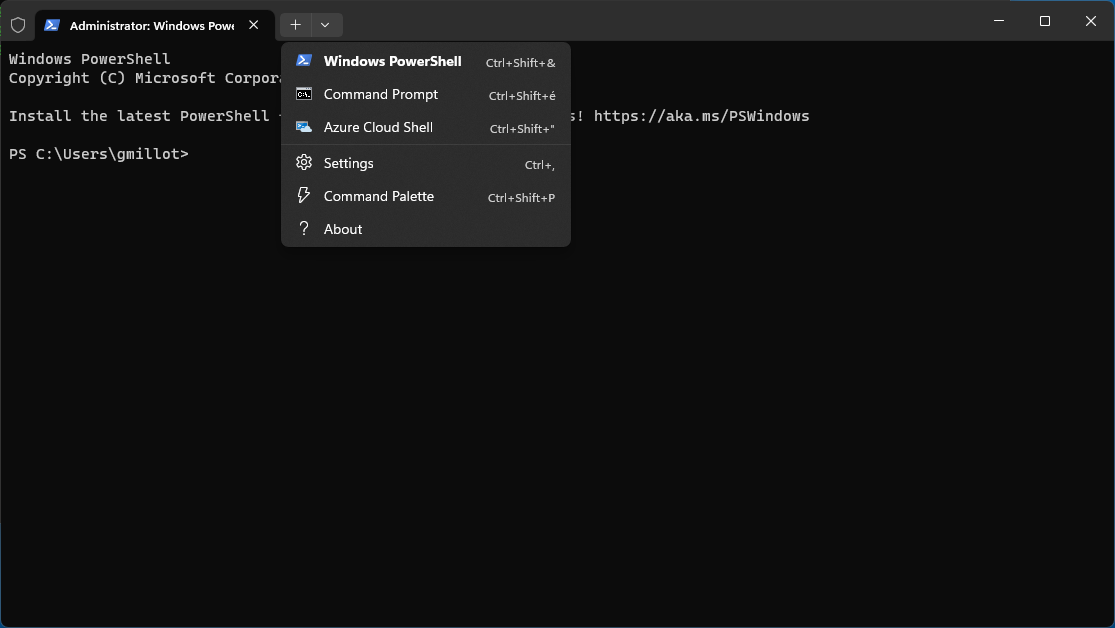 Administrator: Windows Powe
Windows PowerShell
Copyright (C) Microsoft Corpor
Install the latest PowerShell
! https://aka.ms/PSWindows
PS C:\Users\gmillot>
Windows PowerShell Ctrl+Shift+&
Command Prompt Ctrl+Shift+é
Azure Cloud Shell Ctrl+Shift+"
Settings Ctrl+,
Command Palette Ctrl+Shift+P
? About